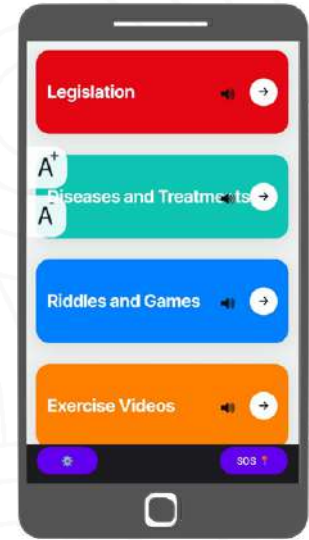 Legislation
A+
Diseases and Treatments
A-
Riddles and Games
Exercise Videos
SOS